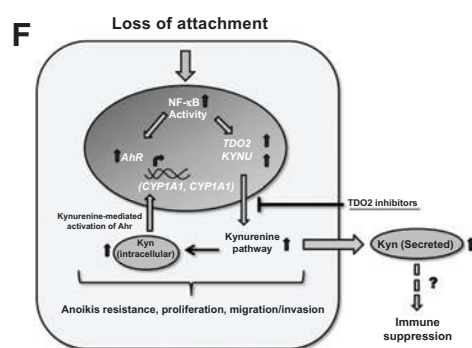 F
Loss of attachment
NF-κB
Activity
AhR
TDO2
KYNU
(CYP1A1, CYP1A1)
TDO2 inhibitors
Kynurenine-mediated
activation of Ahr
Kyn
(intracellular)
Kynurenine
pathway
Kyn (Secreted)
?
Anoikis resistance, proliferation, migration/invasion
Immune
suppression